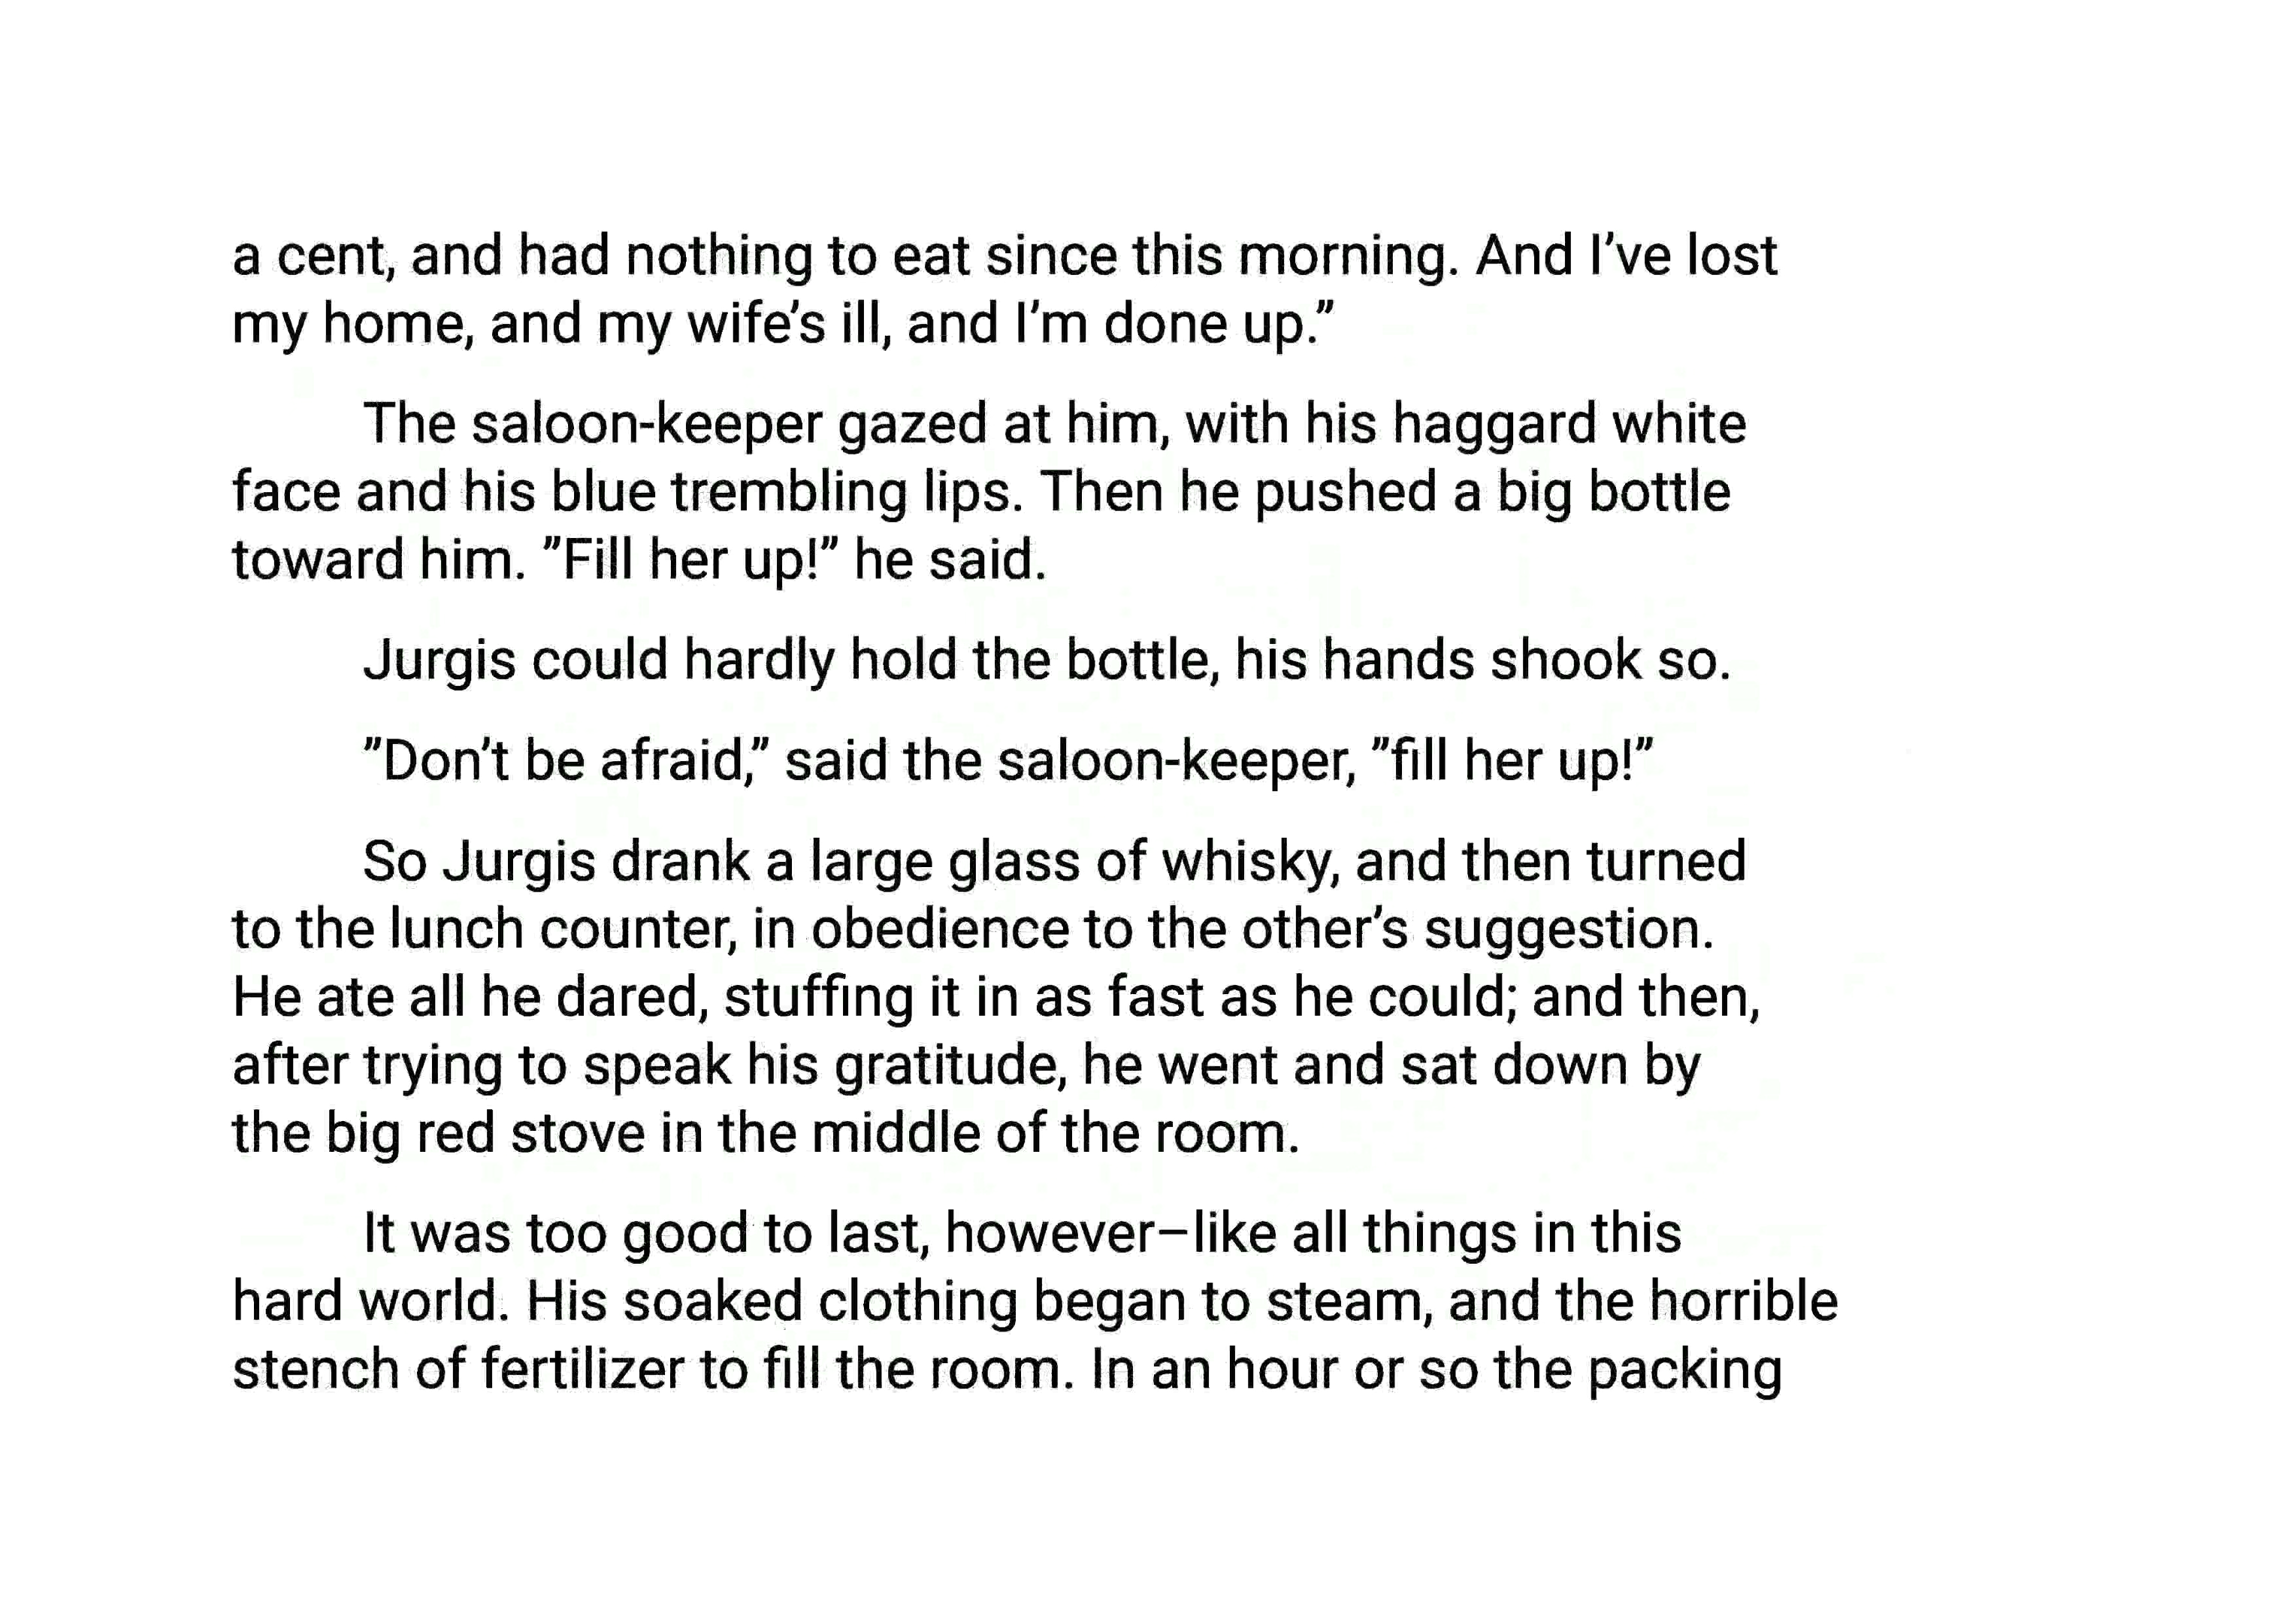 a cent, and had nothing to eat since this morning. And I’ve lost
my home, and my wife’s ill, and I’m done up.”
The saloon-keeper gazed at him, with his haggard white
face and his blue trembling lips. Then he pushed a big bottle
toward him. ”Fill her up!” he said.
Jurgis could hardly hold the bottle, his hands shook so.
”Don’t be afraid,” said the saloon-keeper, ”fill her up!”
So Jurgis drank a large glass of whisky, and then turned
to the lunch counter, in obedience to the other’s suggestion.
He ate all he dared, stuffing it in as fast as he could; and then,
after trying to speak his gratitude, he went and sat down by
the big red stove in the middle of the room.
It was too good to last, however–like all things in this
hard world. His soaked clothing began to steam, and the horrible
stench of fertilizer to fill the room. In an hour or so the packing